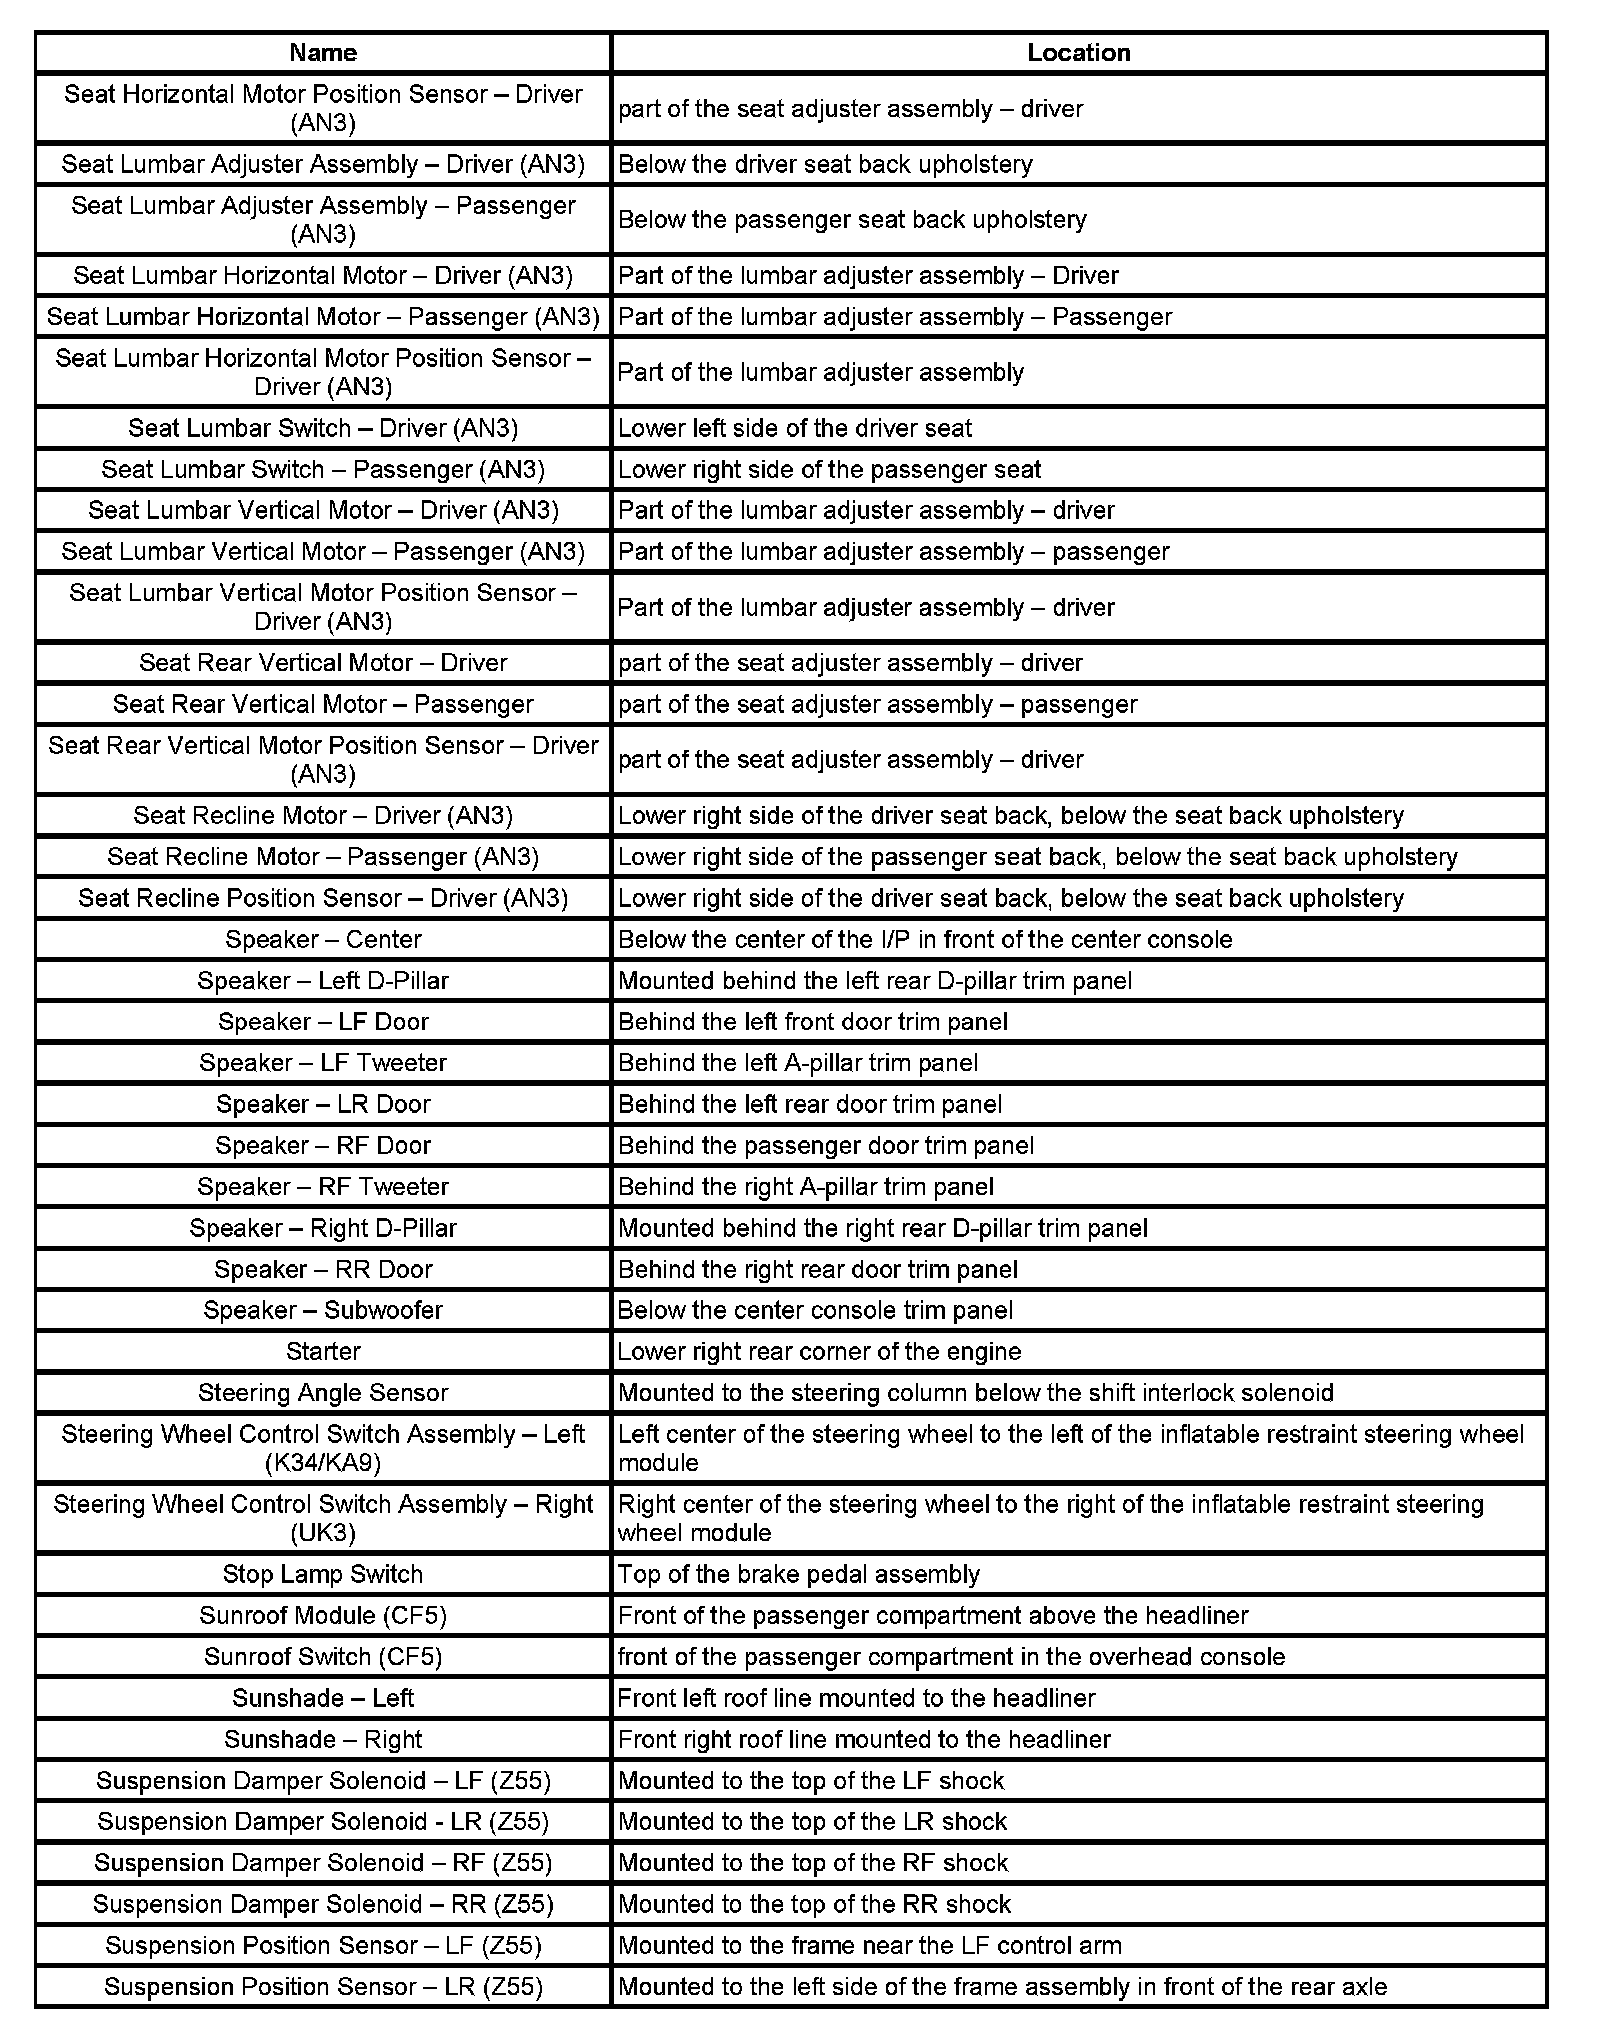 Name
Location
Seat Horizontal Motor Position Sensor – Driver
(AN3)
part of the seat adjuster assembly – driver
Seat Lumbar Adjuster Assembly – Driver (AN3)
Below the driver seat back upholstery
Seat Lumbar Adjuster Assembly – Passenger
(AN3)
Below the passenger seat back upholstery
Seat Lumbar Horizontal Motor – Driver (AN3)
Part of the lumbar adjuster assembly – Driver
Seat Lumbar Horizontal Motor – Passenger (AN3)
Part of the lumbar adjuster assembly – Passenger
Seat Lumbar Horizontal Motor Position Sensor –
Driver (AN3)
Part of the lumbar adjuster assembly
Seat Lumbar Switch – Driver (AN3)
Lower left side of the driver seat
Seat Lumbar Switch – Passenger (AN3)
Lower right side of the passenger seat
Seat Lumbar Vertical Motor – Driver (AN3)
Part of the lumbar adjuster assembly – driver
Seat Lumbar Vertical Motor – Passenger (AN3)
Part of the lumbar adjuster assembly – passenger
Seat Lumbar Vertical Motor Position Sensor –
Driver (AN3)
Part of the lumbar adjuster assembly – driver
Seat Rear Vertical Motor – Driver
part of the seat adjuster assembly – driver
Seat Rear Vertical Motor – Passenger
part of the seat adjuster assembly – passenger
Seat Rear Vertical Motor Position Sensor – Driver
(AN3)
part of the seat adjuster assembly – driver
Seat Recline Motor – Driver (AN3)
Lower right side of the driver seat back, below the seat back upholstery
Seat Recline Motor – Passenger (AN3)
Lower right side of the passenger seat back, below the seat back upholstery
Seat Recline Position Sensor – Driver (AN3)
Lower right side of the driver seat back, below the seat back upholstery
Speaker – Center
Below the center of the I/P in front of the center console
Speaker – Left D-Pillar
Mounted behind the left rear D-pillar trim panel
Speaker – LF Door
Behind the left front door trim panel
Speaker – LF Tweeter
Behind the left A-pillar trim panel
Speaker – LR Door
Behind the left rear door trim panel
Speaker – RF Door
Behind the passenger door trim panel
Speaker – RF Tweeter
Behind the right A-pillar trim panel
Speaker – Right D-Pillar
Mounted behind the right rear D-pillar trim panel
Speaker – RR Door
Behind the right rear door trim panel
Speaker – Subwoofer
Below the center console trim panel
Starter
Lower right rear corner of the engine
Steering Angle Sensor
Mounted to the steering column below the shift interlock solenoid
Steering Wheel Control Switch Assembly – Left
(K34/KA9)
Left center of the steering wheel to the left of the inflatable restraint steering wheel
module
Steering Wheel Control Switch Assembly – Right
(UK3)
Right center of the steering wheel to the right of the inflatable restraint steering
wheel module
Stop Lamp Switch
Top of the brake pedal assembly
Sunroof Module (CF5)
Front of the passenger compartment above the headliner
Sunroof Switch (CF5)
front of the passenger compartment in the overhead console
Sunshade – Left
Front left roof line mounted to the headliner
Sunshade – Right
Front right roof line mounted to the headliner
Suspension Damper Solenoid – LF (Z55)
Mounted to the top of the LF shock
Suspension Damper Solenoid - LR (Z55)
Mounted to the top of the LR shock
Suspension Damper Solenoid – RF (Z55)
Mounted to the top of the RF shock
Suspension Damper Solenoid – RR (Z55)
Mounted to the top of the RR shock
Suspension Position Sensor – LF (Z55)
Mounted to the frame near the LF control arm
Suspension Position Sensor – LR (Z55)
Mounted to the left side of the frame assembly in front of the rear axle